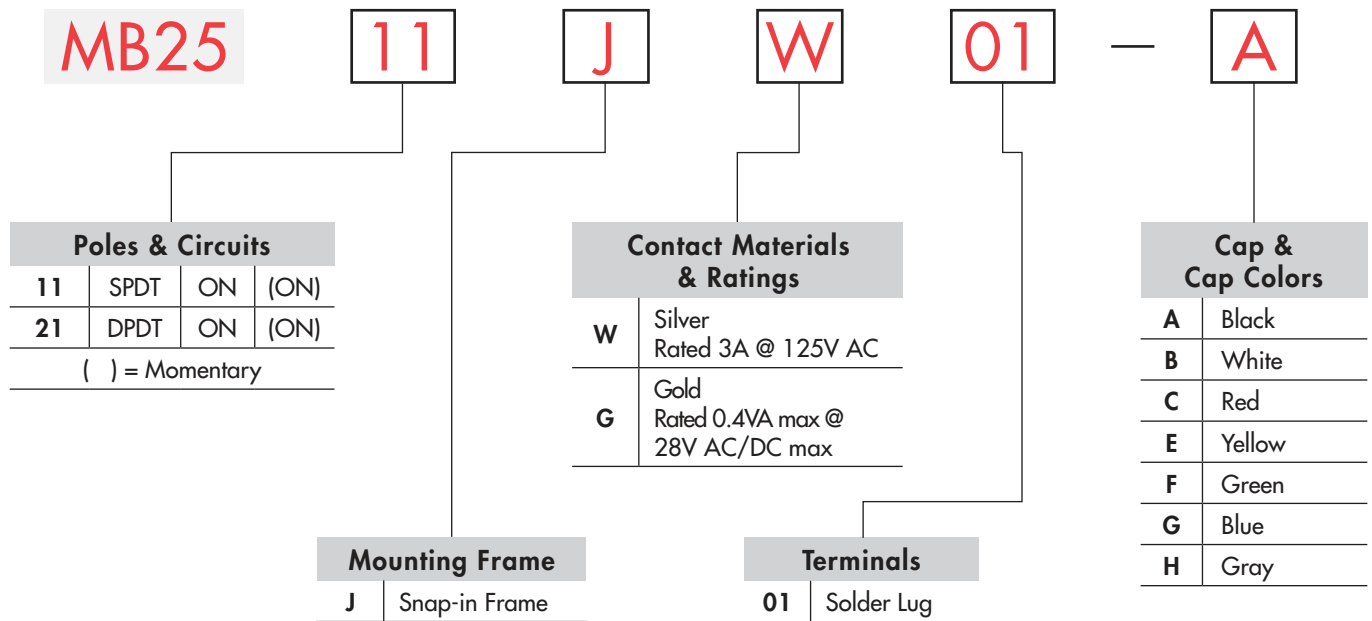 MB25 11 J W 01 — A
Poles & Circuits
11 SPDT ON (ON)
21 DPDT ON (ON)
( ) = Momentary
Mounting Frame
J Snap-in Frame
Contact Materials
& Ratings
W Silver
Rated 3A @ 125V AC
G Gold
Rated 0.4VA max @
28V AC/DC max
Terminals
01 Solder Lug
Cap &
Cap Colors
A Black
B White
C Red
E Yellow
F Green
G Blue
H Gray